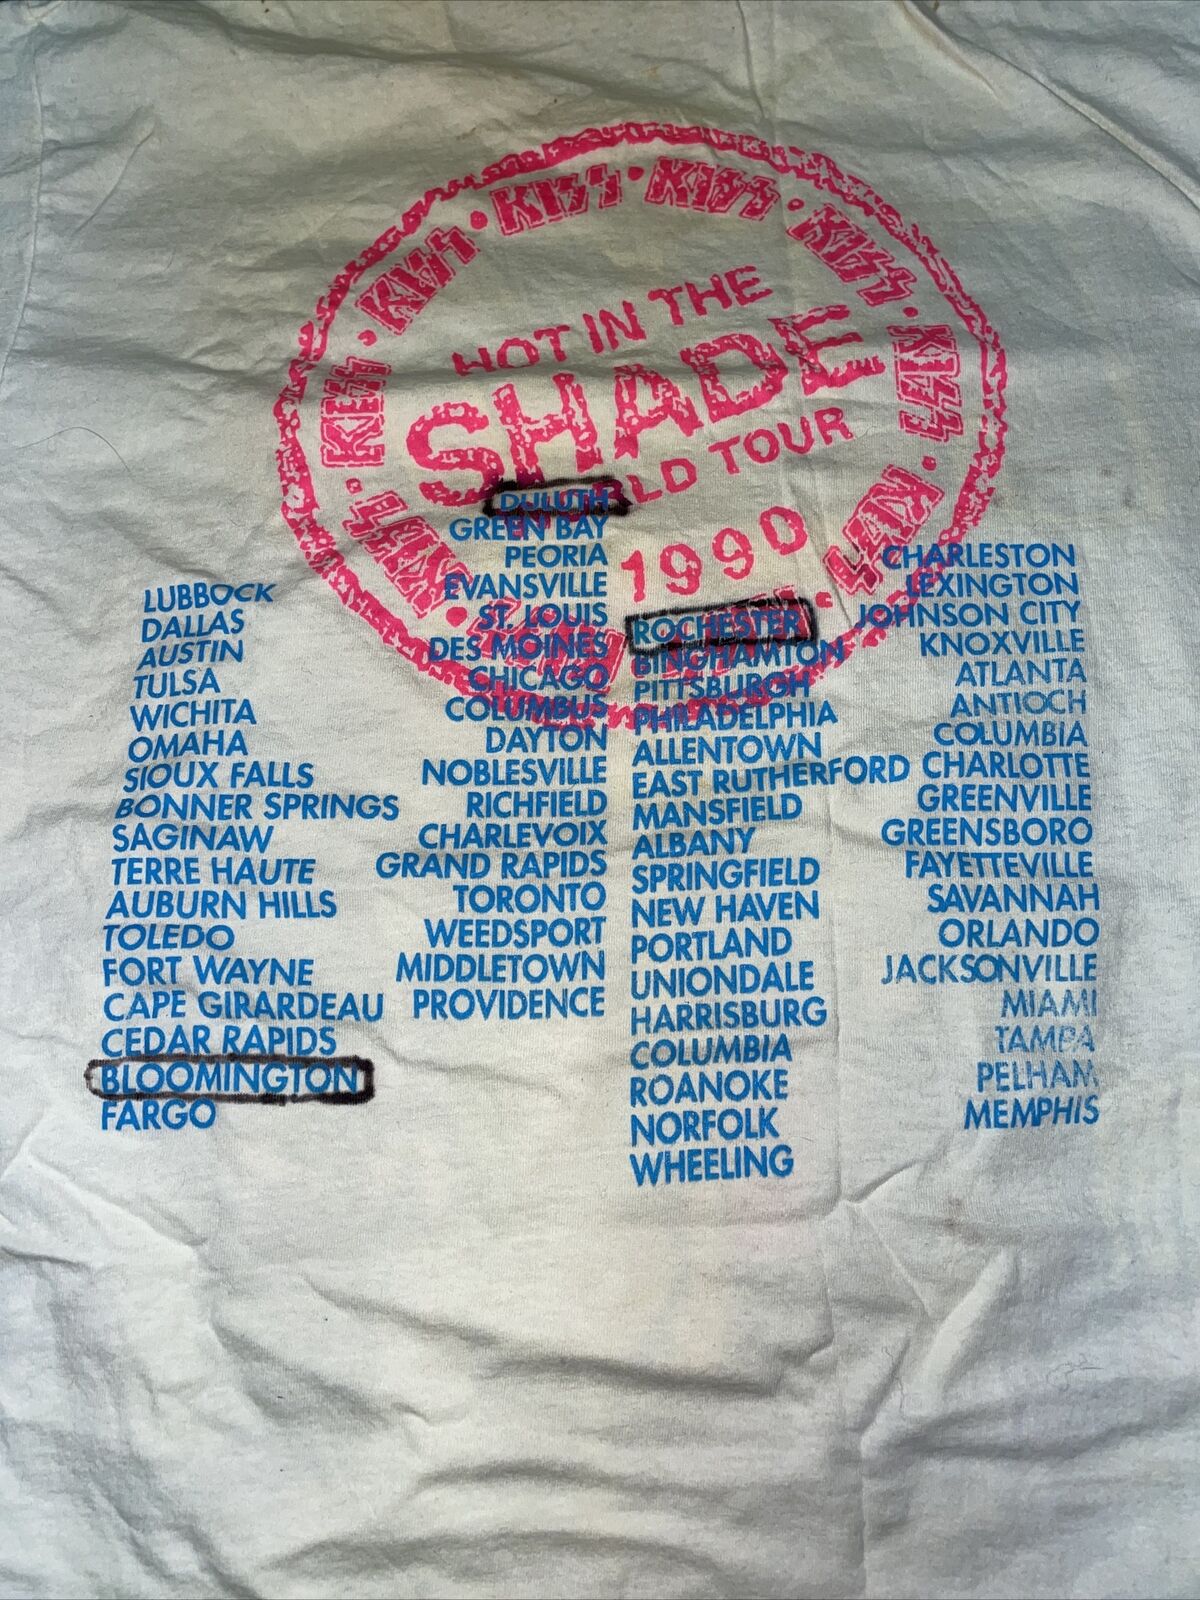 KISS • KISS • KISS • KISS • KISS • KISS • KISS • KISS • KISS •
HOT IN THE
SHADE
WORLD TOUR
1990
LUBBOCK
DALLAS
AUSTIN
TULSA
WICHITA
OMAHA
SIOUX FALLS
BONNER SPRINGS
SAGINAW
TERRE HAUTE
AUBURN HILLS
TOLEDO
FORT WAYNE
CAPE GIRARDEAU
CEDAR RAPIDS
BLOOMINGTON
FARGO
DULUTH
GREEN BAY
PEORIA
EVANSVILLE
ST. LOUIS
DES MOINES
CHICAGO
COLUMBUS
DAYTON
NOBLESVILLE
RICHFIELD
CHARLEVOIX
GRAND RAPIDS
TORONTO
WEEDSPORT
MIDDLETOWN
PROVIDENCE
ROCHESTER
BINGHAMTON
PITTSBURGH
PHILADELPHIA
ALLENTOWN
EAST RUTHERFORD
MANSFIELD
ALBANY
SPRINGFIELD
NEW HAVEN
PORTLAND
UNIONDALE
HARRISBURG
COLUMBIA
ROANOKE
NORFOLK
WHEELING
CHARLESTON
LEXINGTON
JOHNSON CITY
KNOXVILLE
ATLANTA
ANTIOCH
COLUMBIA
CHARLOTTE
GREENVILLE
GREENSBORO
FAYETTEVILLE
SAVANNAH
ORLANDO
JACKSONVILLE
MIAMI
TAMPA
PELHAM
MEMPHIS